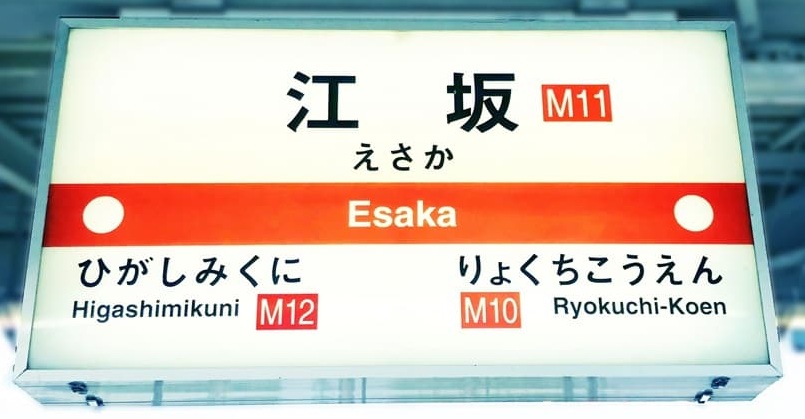 江坂 M11
えさか
Esaka
ひがしみくに りょくちこうえん
Higashimikuni M12 M10 Ryokuchi-Koen